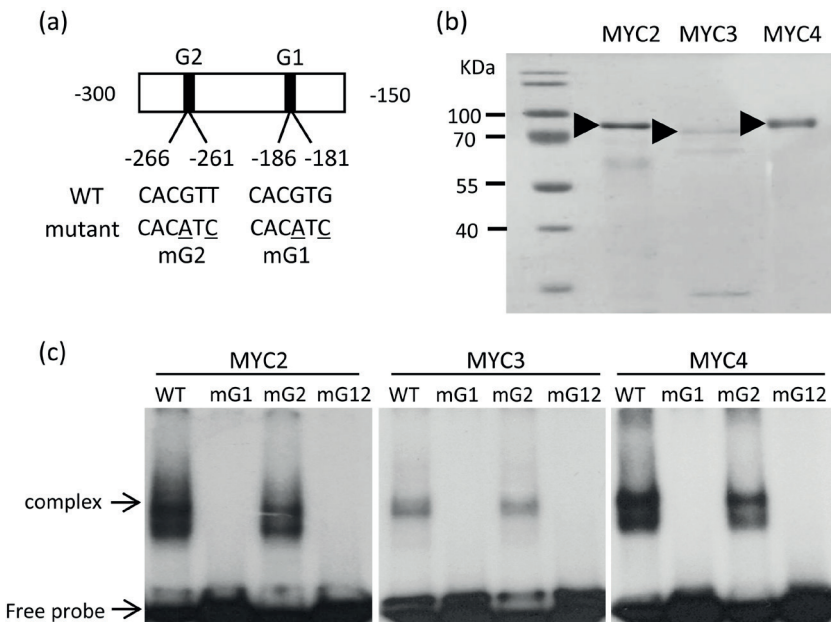 (a)
G2 G1
-300 -150
-266 -261 -186 -181
WT CACGTT CACGTG
mutant CACATC CACATC
mG2 mG1
(b)
MYC2 MYC3 MYC4
KDa
100
70
55
40
(c)
MYC2 MYC3 MYC4
WT mG1 mG2 mG12 WT mG1 mG2 mG12 WT mG1 mG2 mG12
complex
Free probe